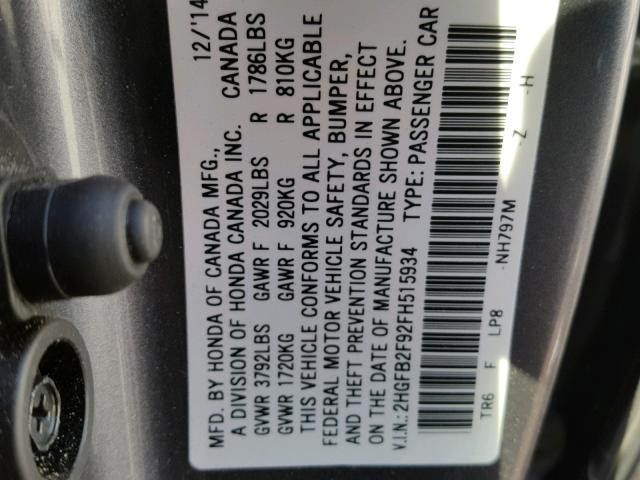 MFD. BY HONDA OF CANADA MFG., 12/14
A DIVISION OF HONDA CANADA INC. CANADA
GVWR 3792LBS GAWR F 2029LBS R 1786LBS
GVWR 1720KG GAWR F 920KG R 810KG
THIS VEHICLE CONFORMS TO ALL APPLICABLE
FEDERAL MOTOR VEHICLE SAFETY, BUMPER,
AND THEFT PREVENTION STANDARDS IN EFFECT
ON THE DATE OF MANUFACTURE SHOWN ABOVE.
V.I.N.: 2HGFB2F92FH515934 TYPE: PASSENGER CAR
TR6 F LP8 -NH797M -Z -H